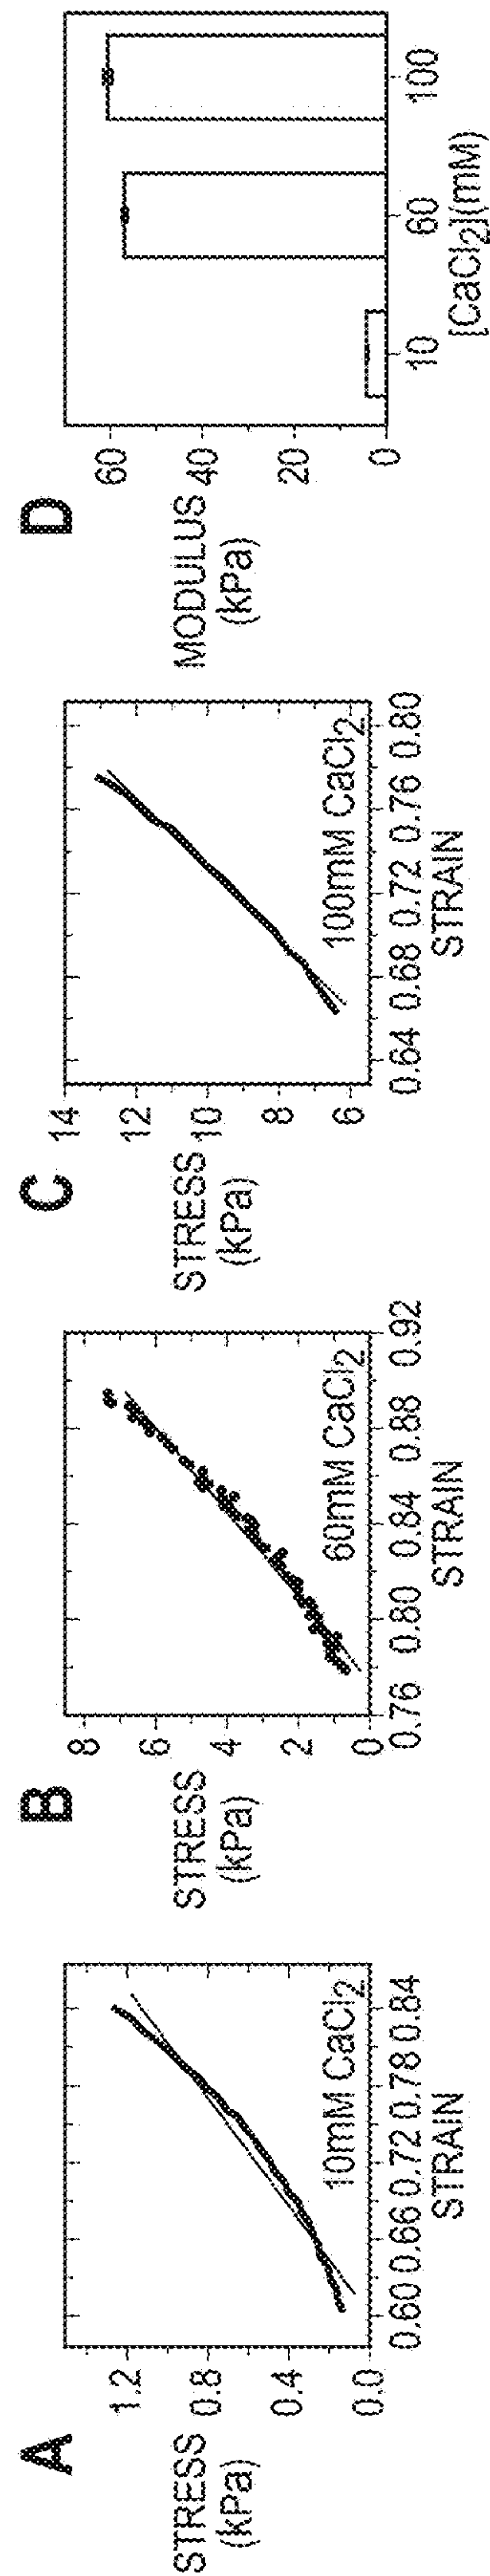 A
STRESS
(kPa)
1.2
0.8
0.4
0.0
10mM CaCl2
0.60 0.66 0.72 0.78 0.84
STRAIN
B
STRESS
(kPa)
8
6
4
2
0
60mM CaCl2
0.76 0.80 0.84 0.88 0.92
STRAIN
C
STRESS
(kPa)
14
12
10
8
6
100mM CaCl2
0.64 0.68 0.72 0.76 0.80
STRAIN
D
MODULUS
(kPa)
60
40
20
0
10 60 100
[CaCl2](mM)